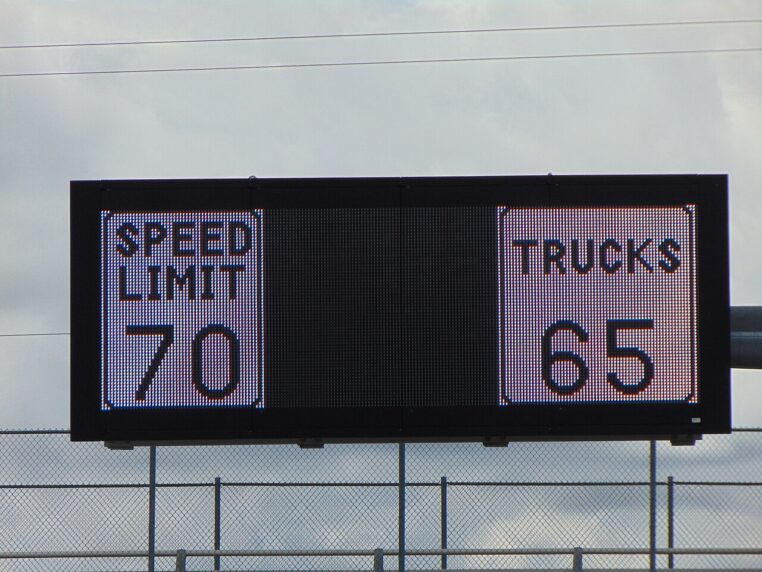 SPEED
LIMIT
70
TRUCKS
65